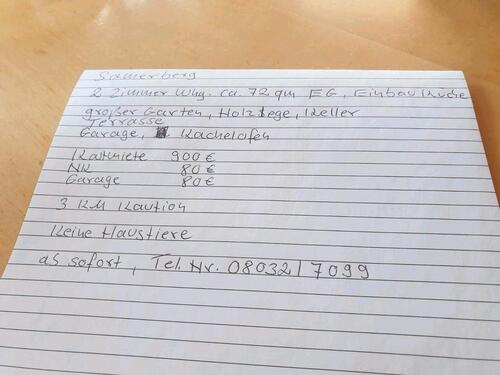 Samerberg
2 Zimmer Whg. ca. 72 qm EG, Einbauküche
großer Garten, Holzlege, Keller
Terrasse
Garage, Kachelofen
Kaltmiete 900 €
NK 80 €
Garage 80 €
3 KM Kaution
Keine Haustiere
ab sofort, Tel. Nr. 08032/7099